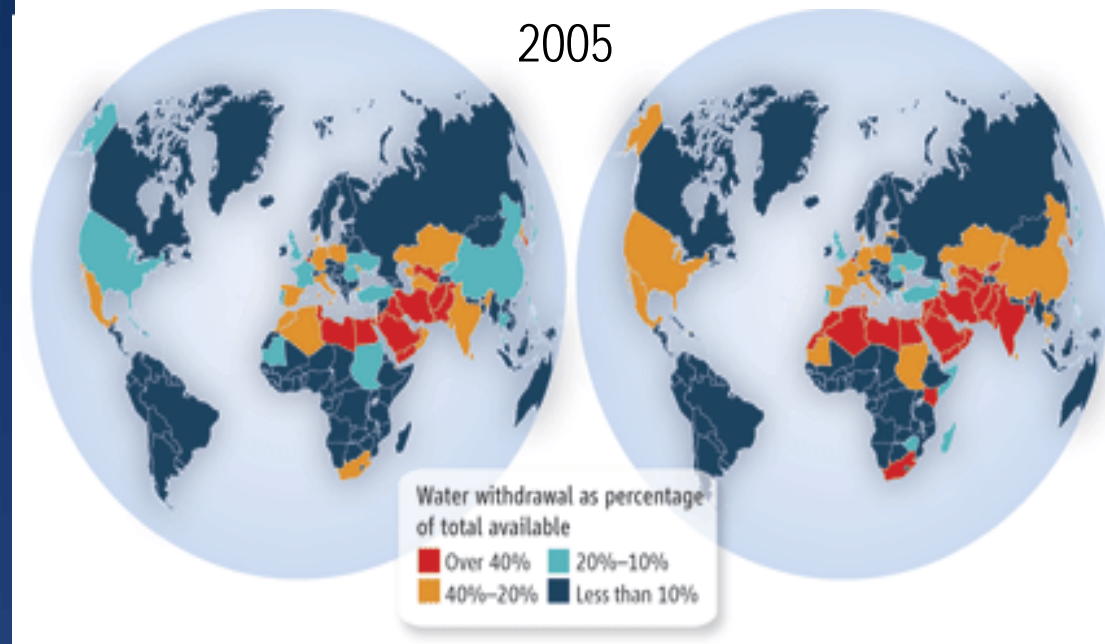 2005
Water withdrawal as percentage
of total available
Over 40%
20%–10%
40%–20%
Less than 10%